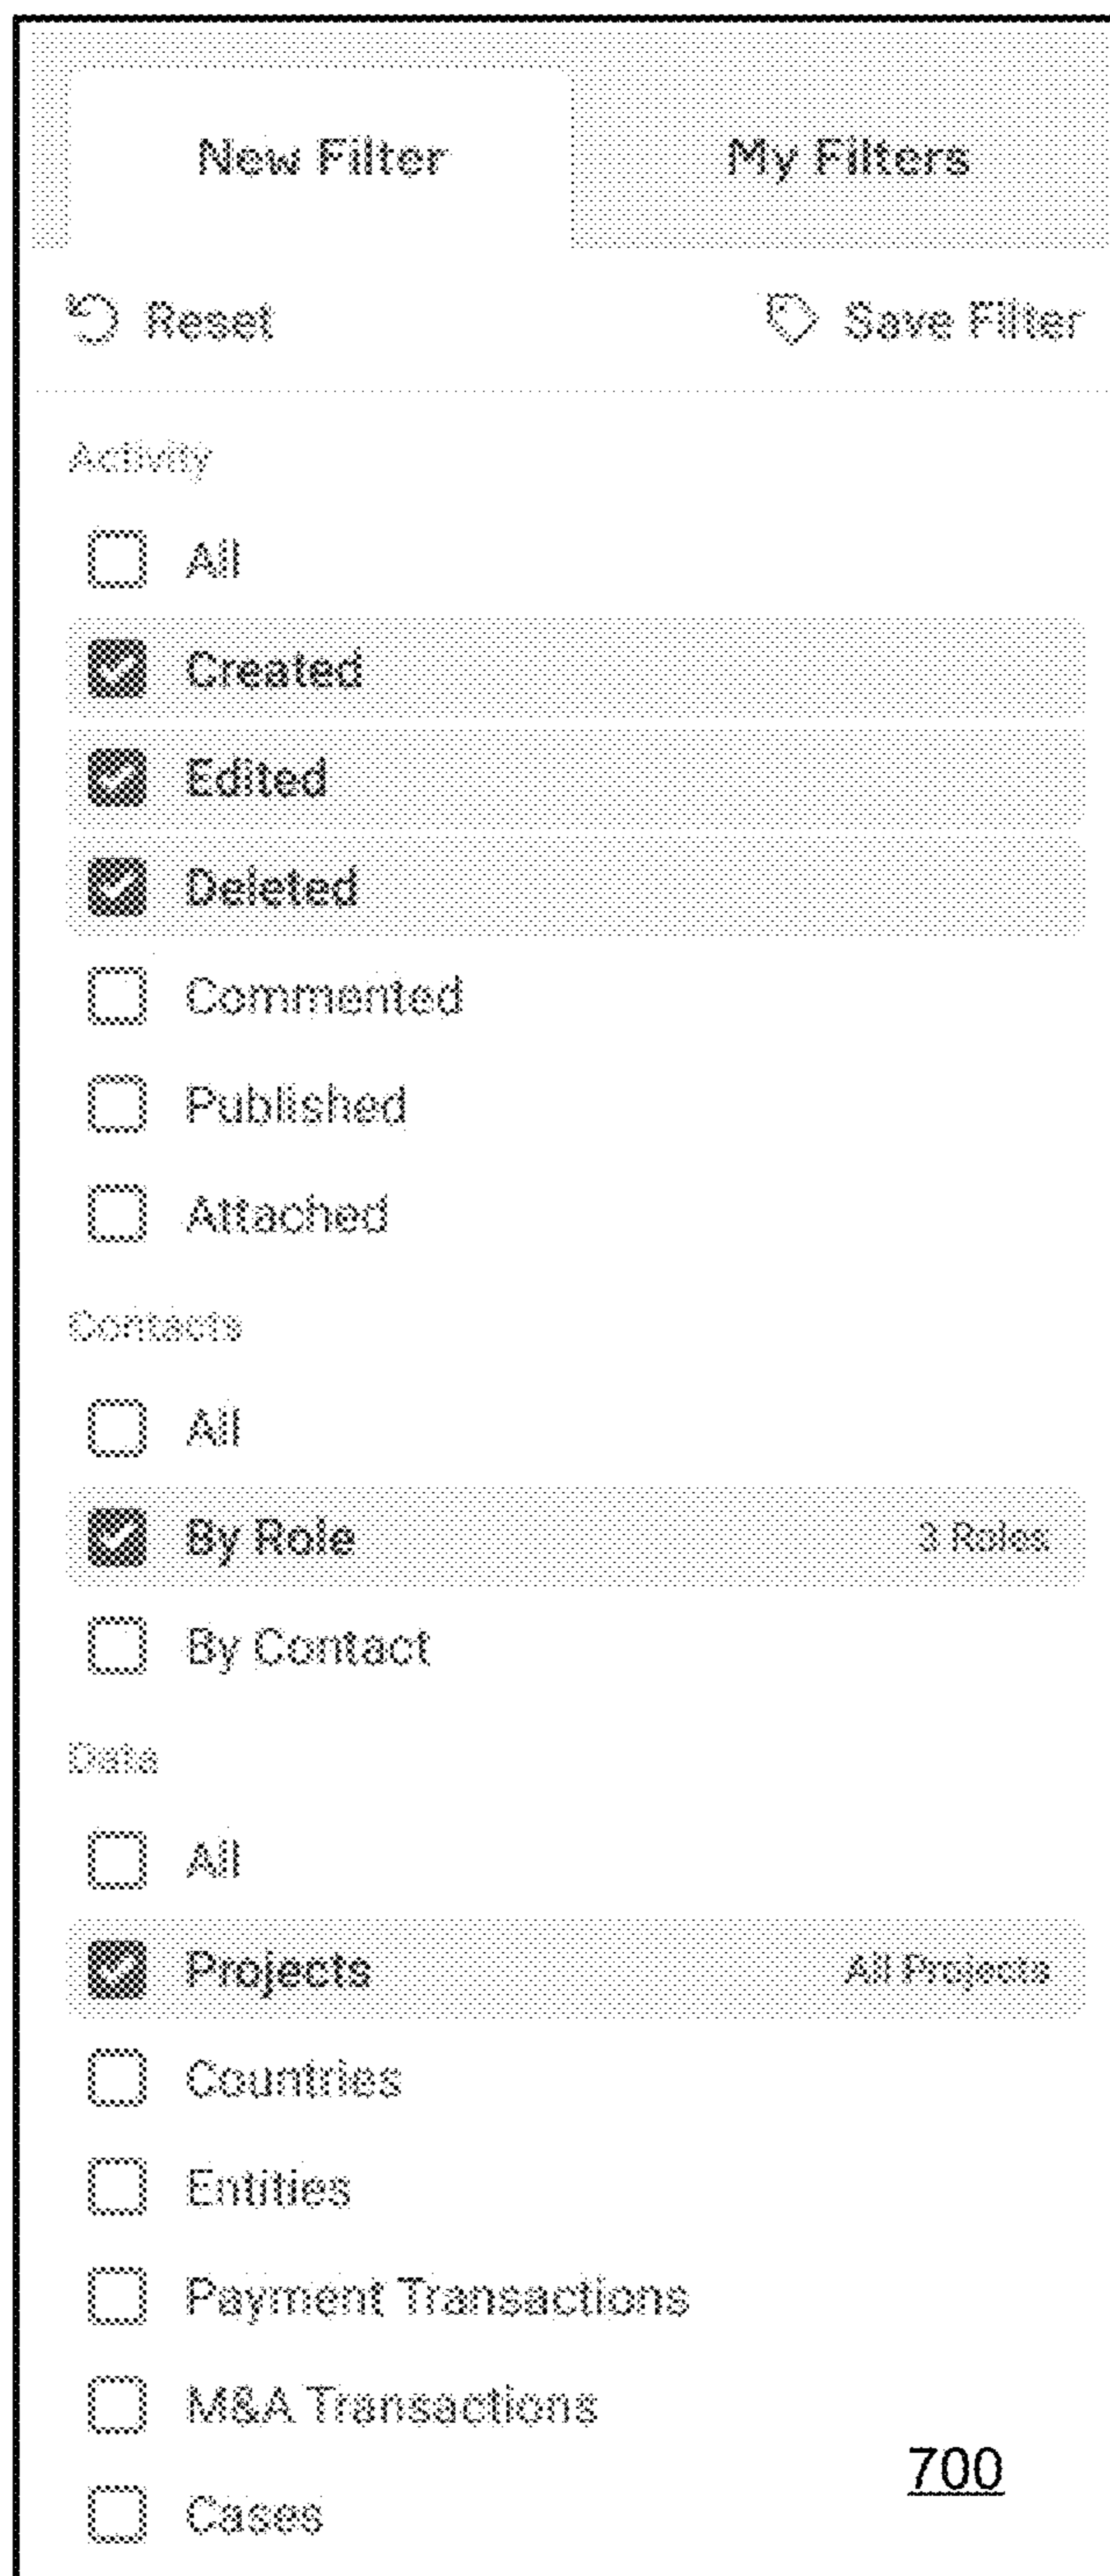 New Filter My Filters
Reset Save Filter
Activity
All
Created
Edited
Deleted
Commented
Published
Attached
Contacts
All
By Role 3 Roles
By Contact
Data
All
Projects All Projects
Countries
Entities
Payment Transactions
M&A Transactions
Cases
700